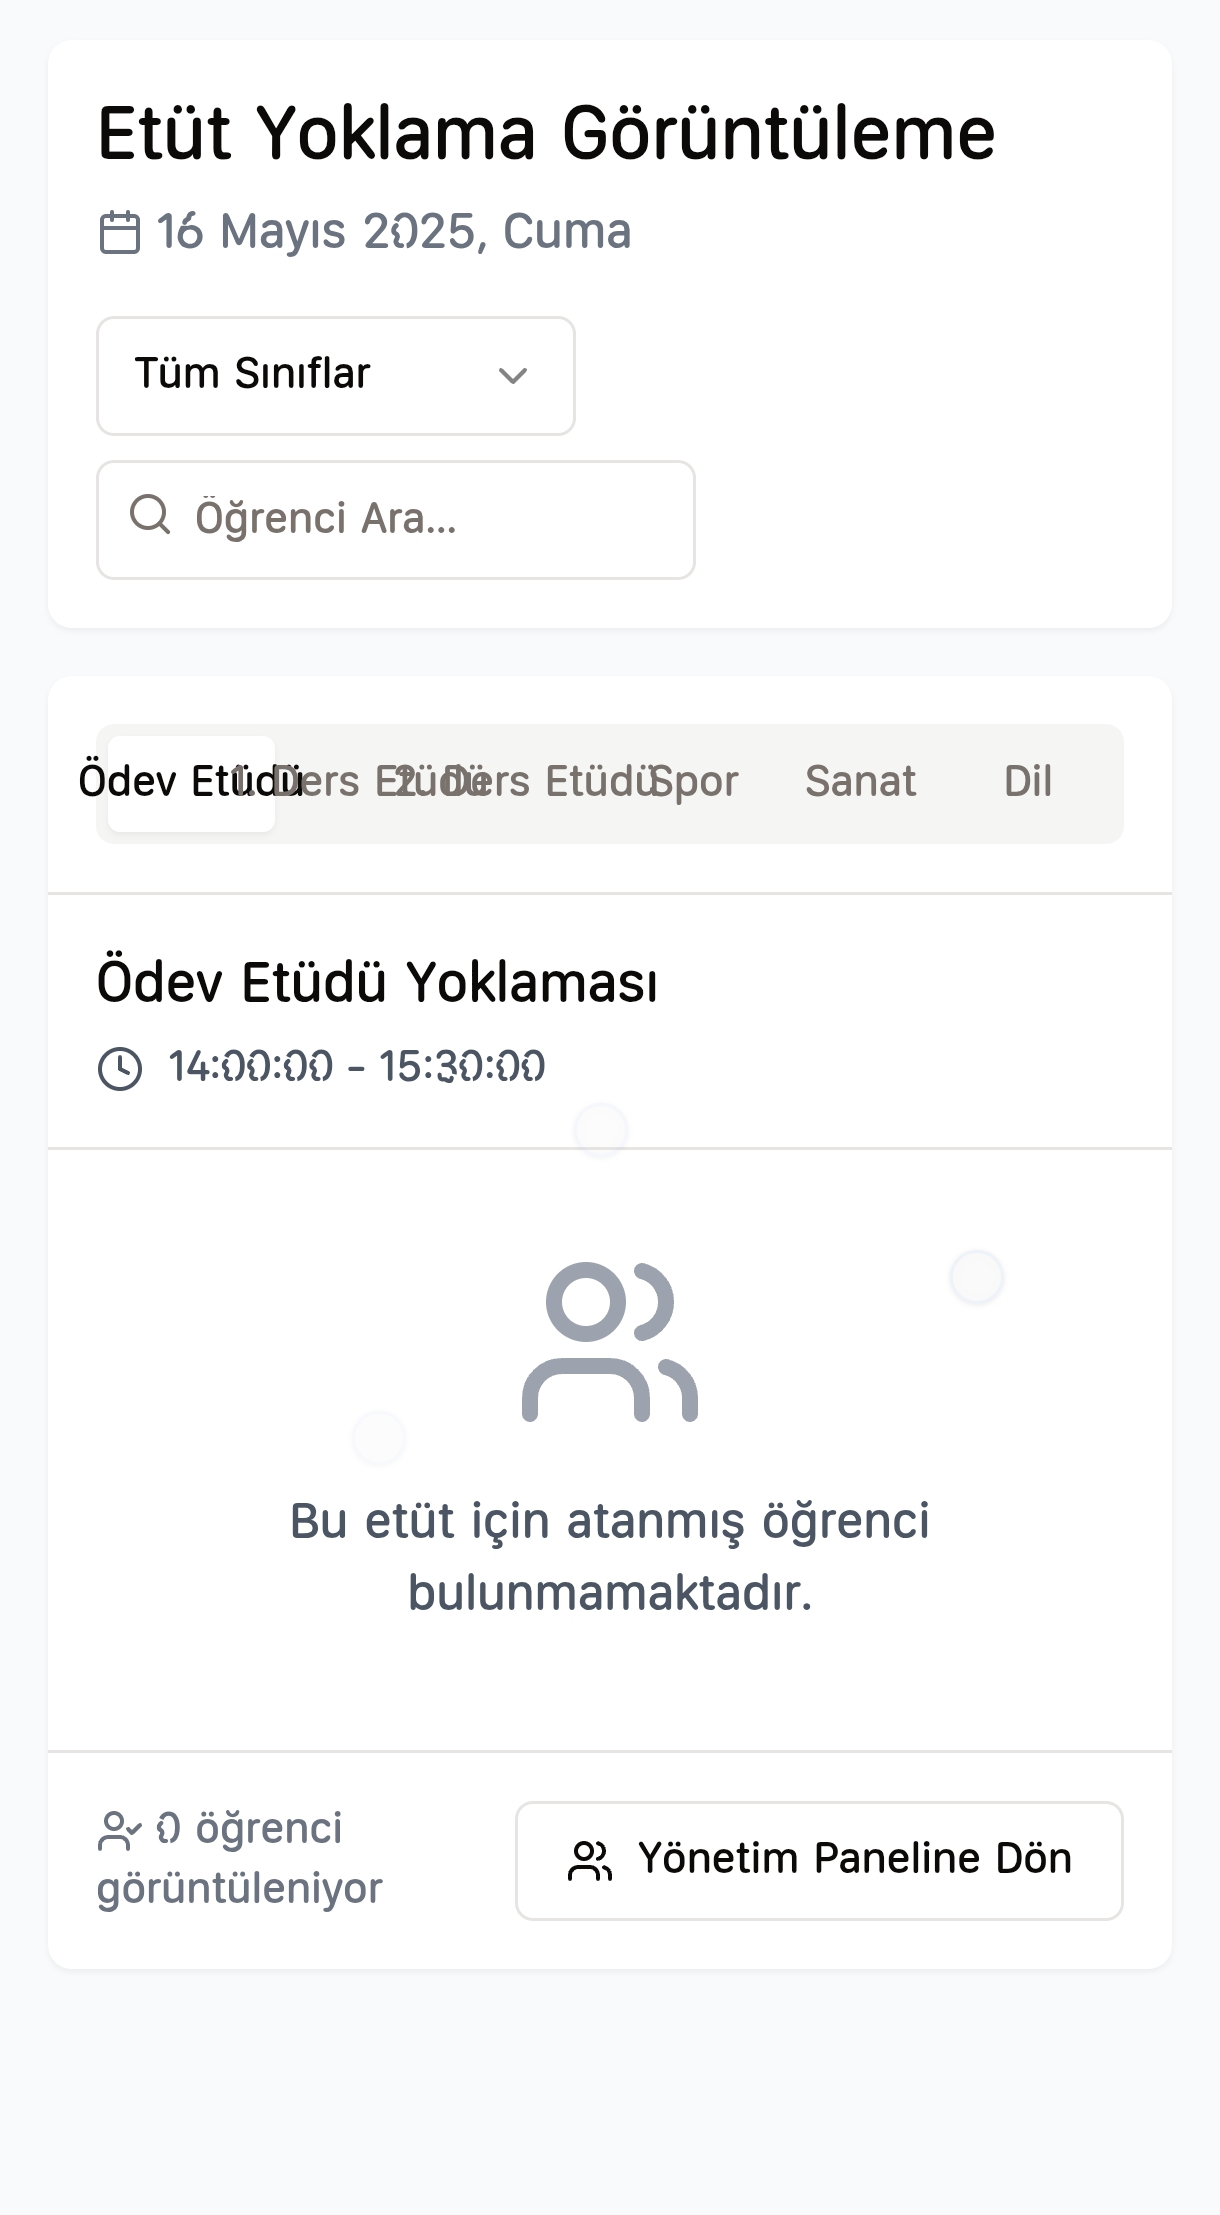 Etüt Yoklama Görüntüleme
16 Mayıs 2025, Cuma
Tüm Sınıflar
Öğrenci Ara...
Ödev Etüdü 1. Ders Etüdü 2. Ders Etüdü Spor Sanat Dil
Ödev Etüdü Yoklaması
14:00:00 - 15:30:00
Bu etüt için atanmış öğrenci
bulunmamaktadır.
0 öğrenci
görüntüleniyor
Yönetim Paneline Dön